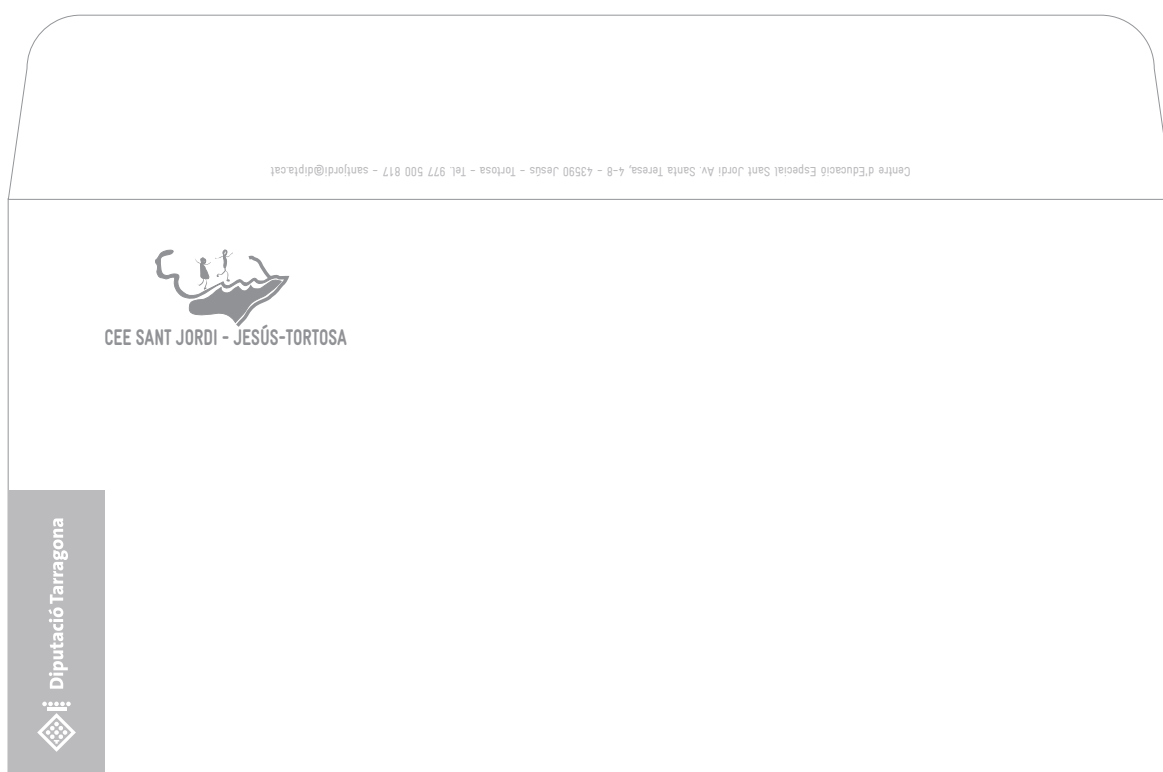 Centre d'Educació Especial Sant Jordi Av. Santa Teresa, 4-8 - 43590 Jesús - Tortosa - Tel. 977 500 817 - santjordi@dipta.cat
CEE SANT JORDI - JESÚS-TORTOSA
Diputació Tarragona